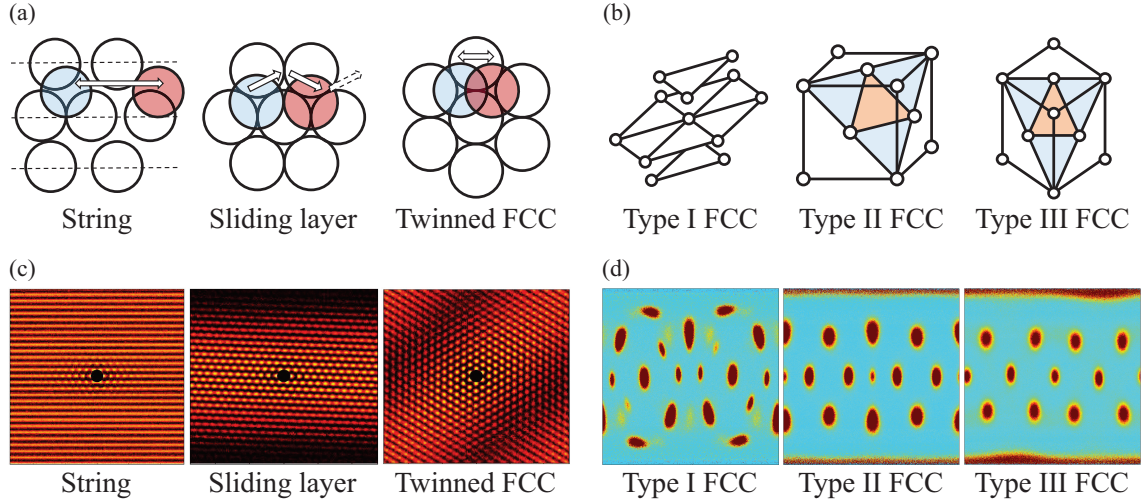 (a)
String
Sliding layer
Twinned FCC
(b)
Type I FCC
Type II FCC
Type III FCC
(c)
String
Sliding layer
Twinned FCC
(d)
Type I FCC
Type II FCC
Type III FCC